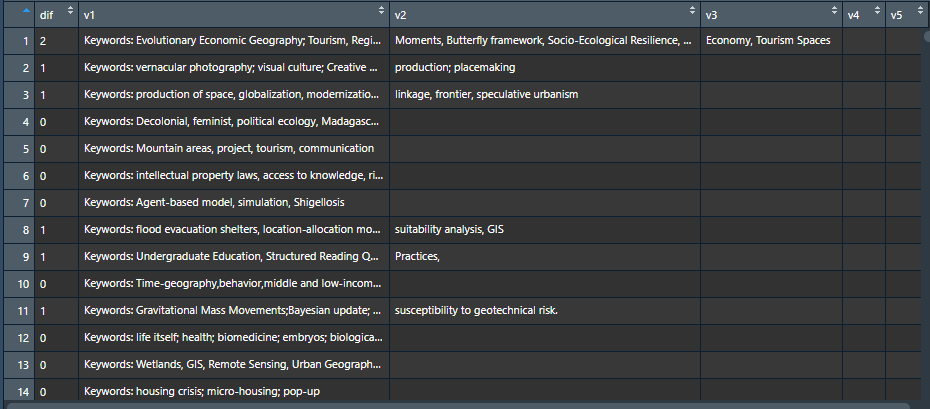 dif v1 v2 v3 v4 v5
1 2 Keywords: Evolutionary Economic Geography; Tourism, Regi... Moments, Butterfly framework, Socio-Ecological Resilience, ... Economy, Tourism Spaces
2 1 Keywords: vernacular photography; visual culture; Creative ... production; placemaking
3 1 Keywords: production of space, globalization, modernizatio... linkage, frontier, speculative urbanism
4 0 Keywords: Decolonial, feminist, political ecology, Madagasc...
5 0 Keywords: Mountain areas, project, tourism, communication
6 0 Keywords: intellectual property laws, access to knowledge, ri...
7 0 Keywords: Agent-based model, simulation, Shigellosis
8 1 Keywords: flood evacuation shelters, location-allocation mo... suitability analysis, GIS
9 1 Keywords: Undergraduate Education, Structured Reading Q... Practices,
10 0 Keywords: Time-geography,behavior,middle and low-incom...
11 1 Keywords: Gravitational Mass Movements;Bayesian update; ... susceptibility to geotechnical risk.
12 0 Keywords: life itself; health; biomedicine; embryos; biologica...
13 0 Keywords: Wetlands, GIS, Remote Sensing, Urban Geograph...
14 0 Keywords: housing crisis; micro-housing; pop-up